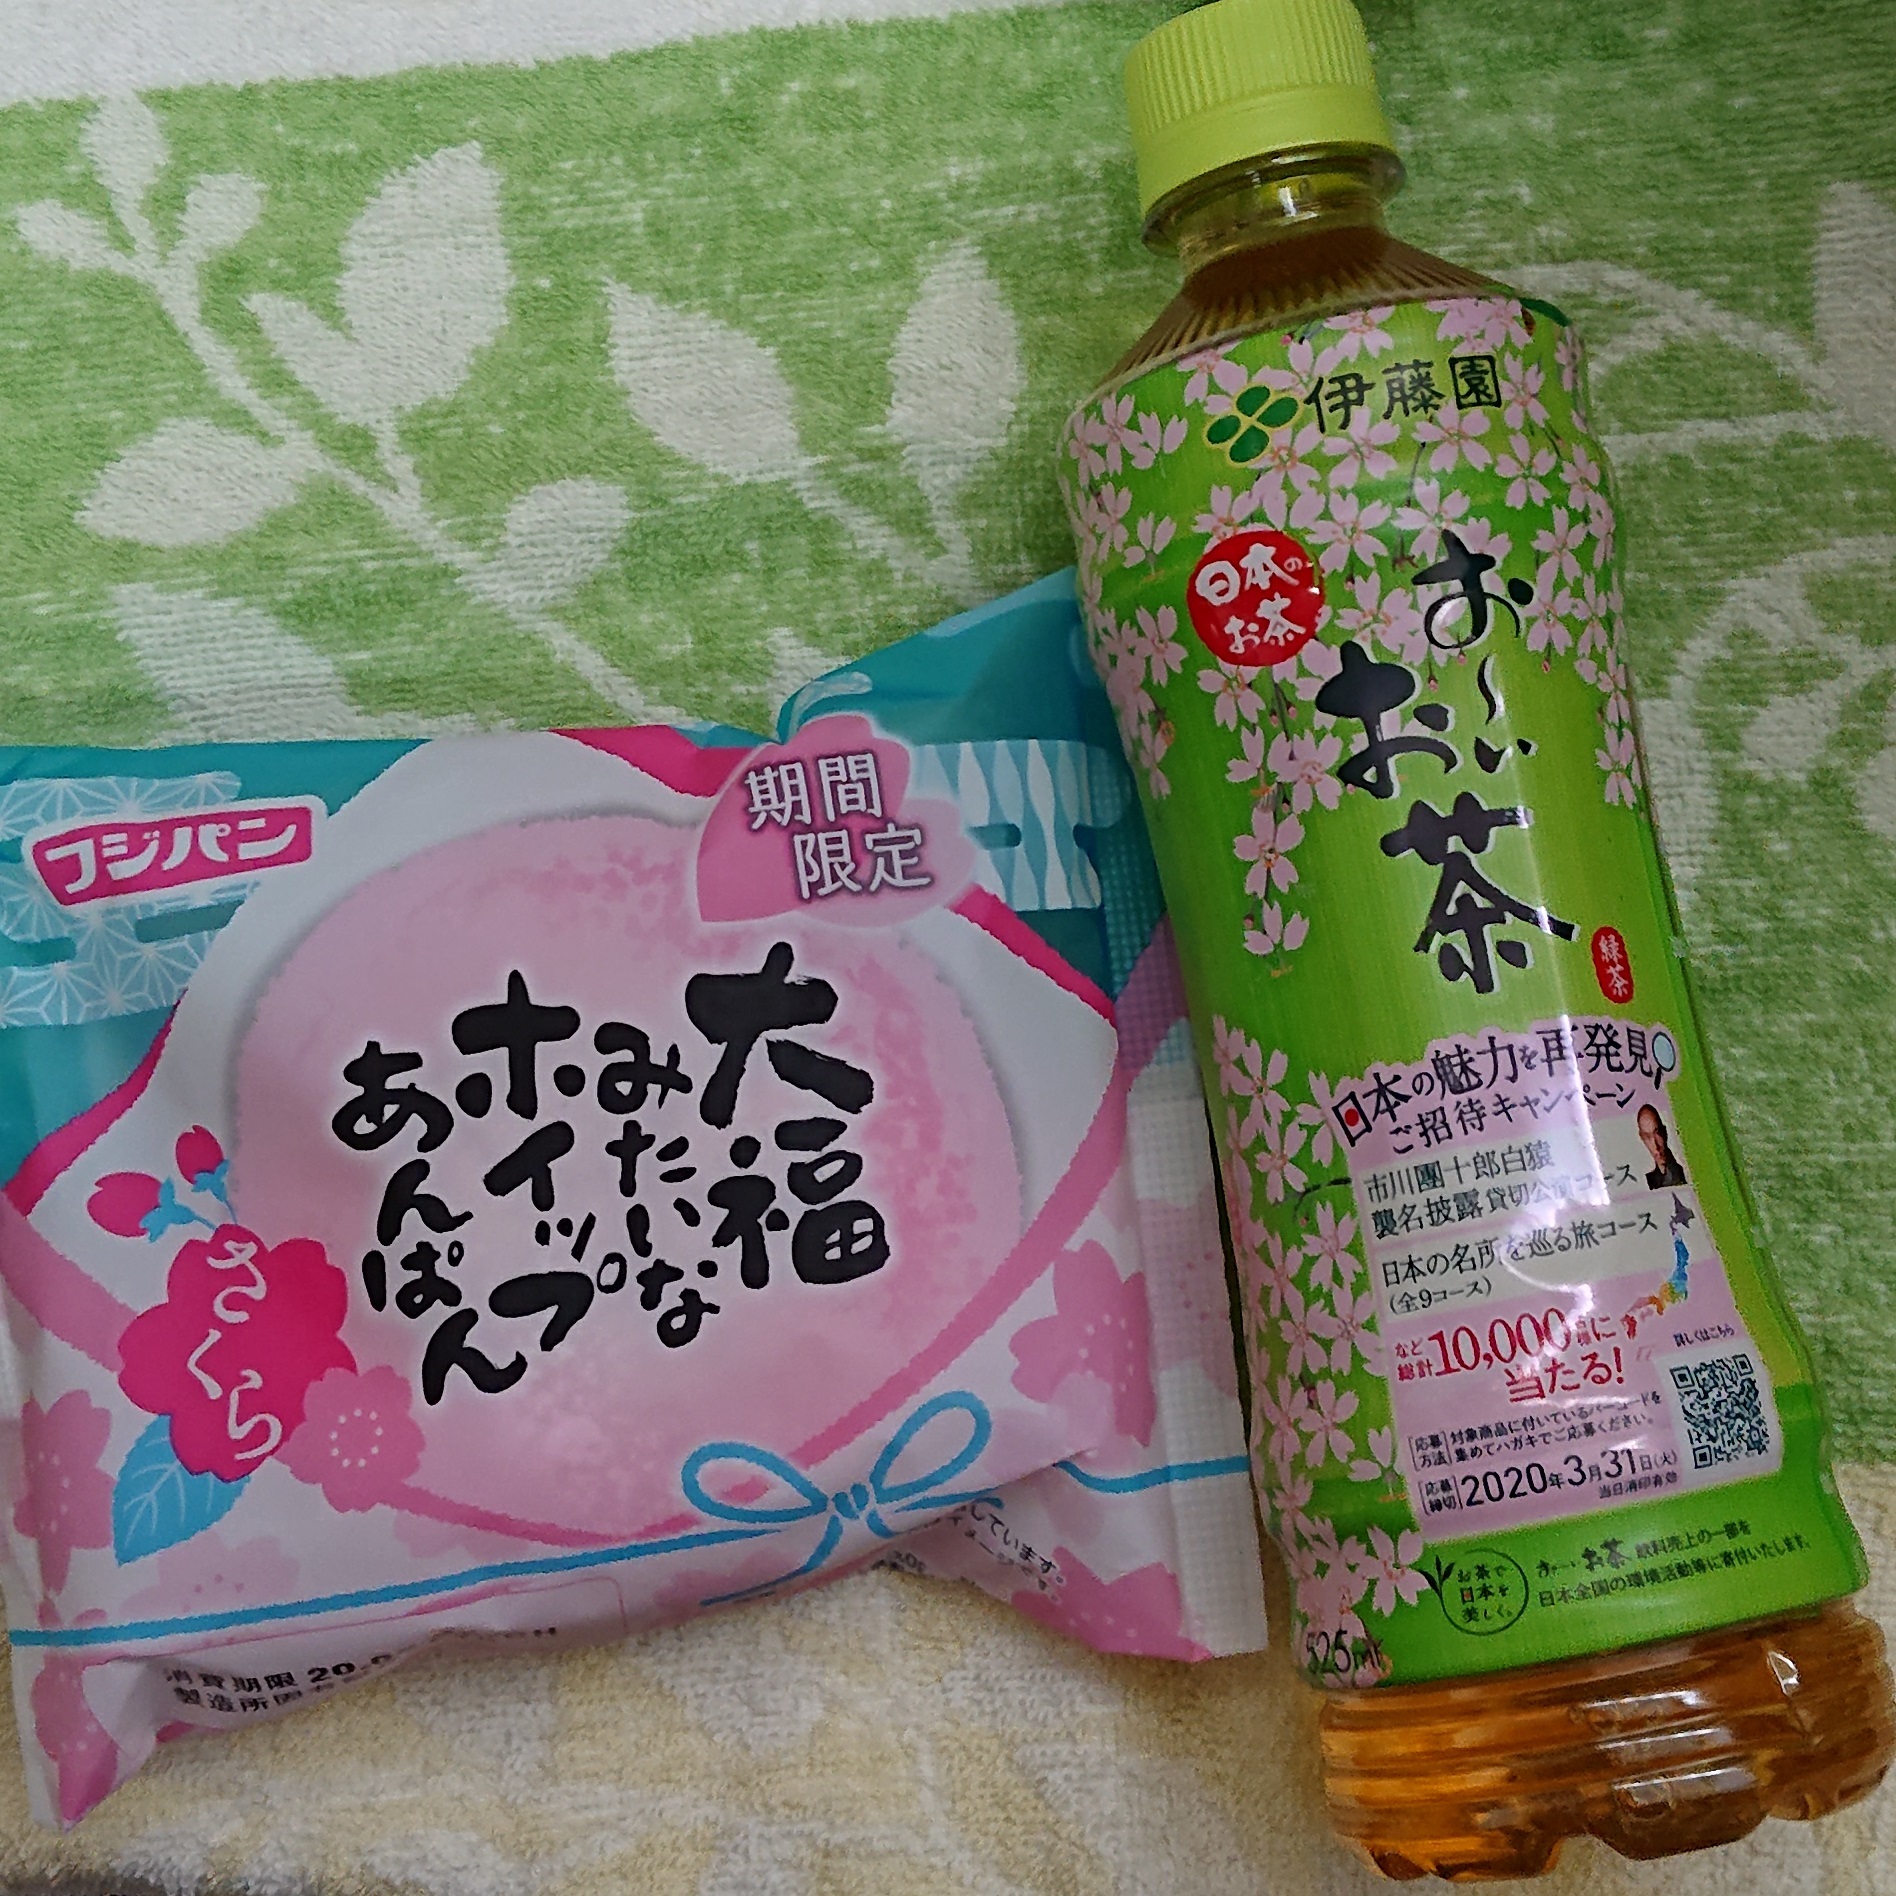 フジパン
期間
限定
大福
みたいな
ホイップ
あんぱん
さくら
しています。
消費期限 20.0
製造所固
伊藤園
日本の
お茶
お〜い
お茶
緑茶
日本の魅力を再発見
ご招待キャンペーン
市川團十郎白猿
襲名披露貸切公演コース
日本の名所を巡る旅コース
(全9コース)
など
総計10,000名様に
当たる!
詳しくはこちら
応募
方法
対象商品に付いているバーコードを
集めてハガキでご応募ください。
応募
締切
2020年3月31日(火)
当日消印有効
お茶で
日本を
美しく。
お〜いお茶 飲料売上の一部を
日本全国の環境活動等に寄付いたします。
525ml